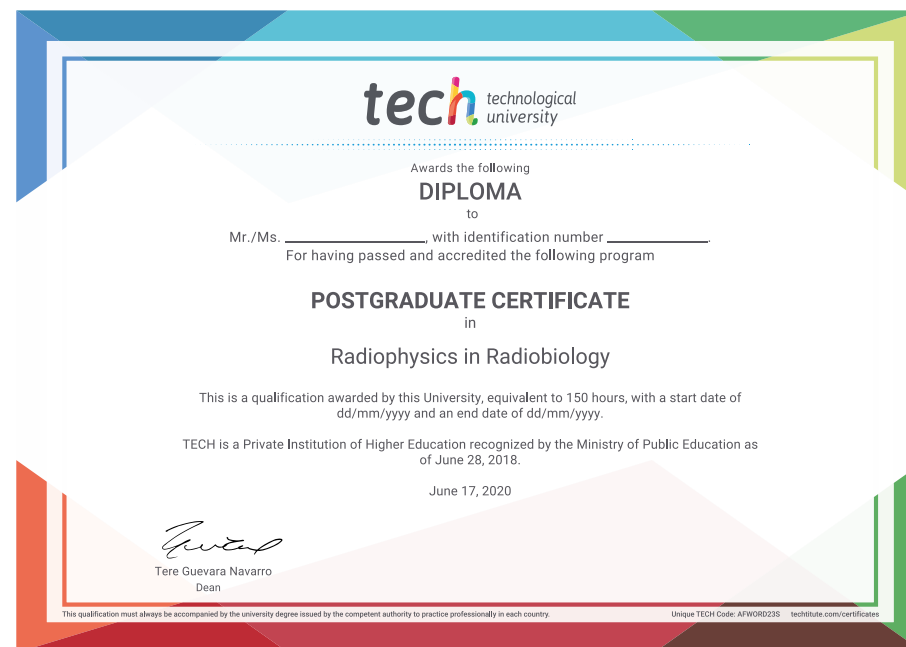 tech technological
university
Awards the following
DIPLOMA
to
Mr./Ms. ____________________, with identification number ______________.
For having passed and accredited the following program
POSTGRADUATE CERTIFICATE
in
Radiophysics in Radiobiology
This is a qualification awarded by this University, equivalent to 150 hours, with a start date of
dd/mm/yyyy and an end date of dd/mm/yyyy.
TECH is a Private Institution of Higher Education recognized by the Ministry of Public Education as
of June 28, 2018.
June 17, 2020
Tere Guevara Navarro
Dean
This qualification must always be accompanied by the university degree issued by the competent authority to practice professionally in each country. Unique TECH Code: AFWORD23S techtitute.com/certificates